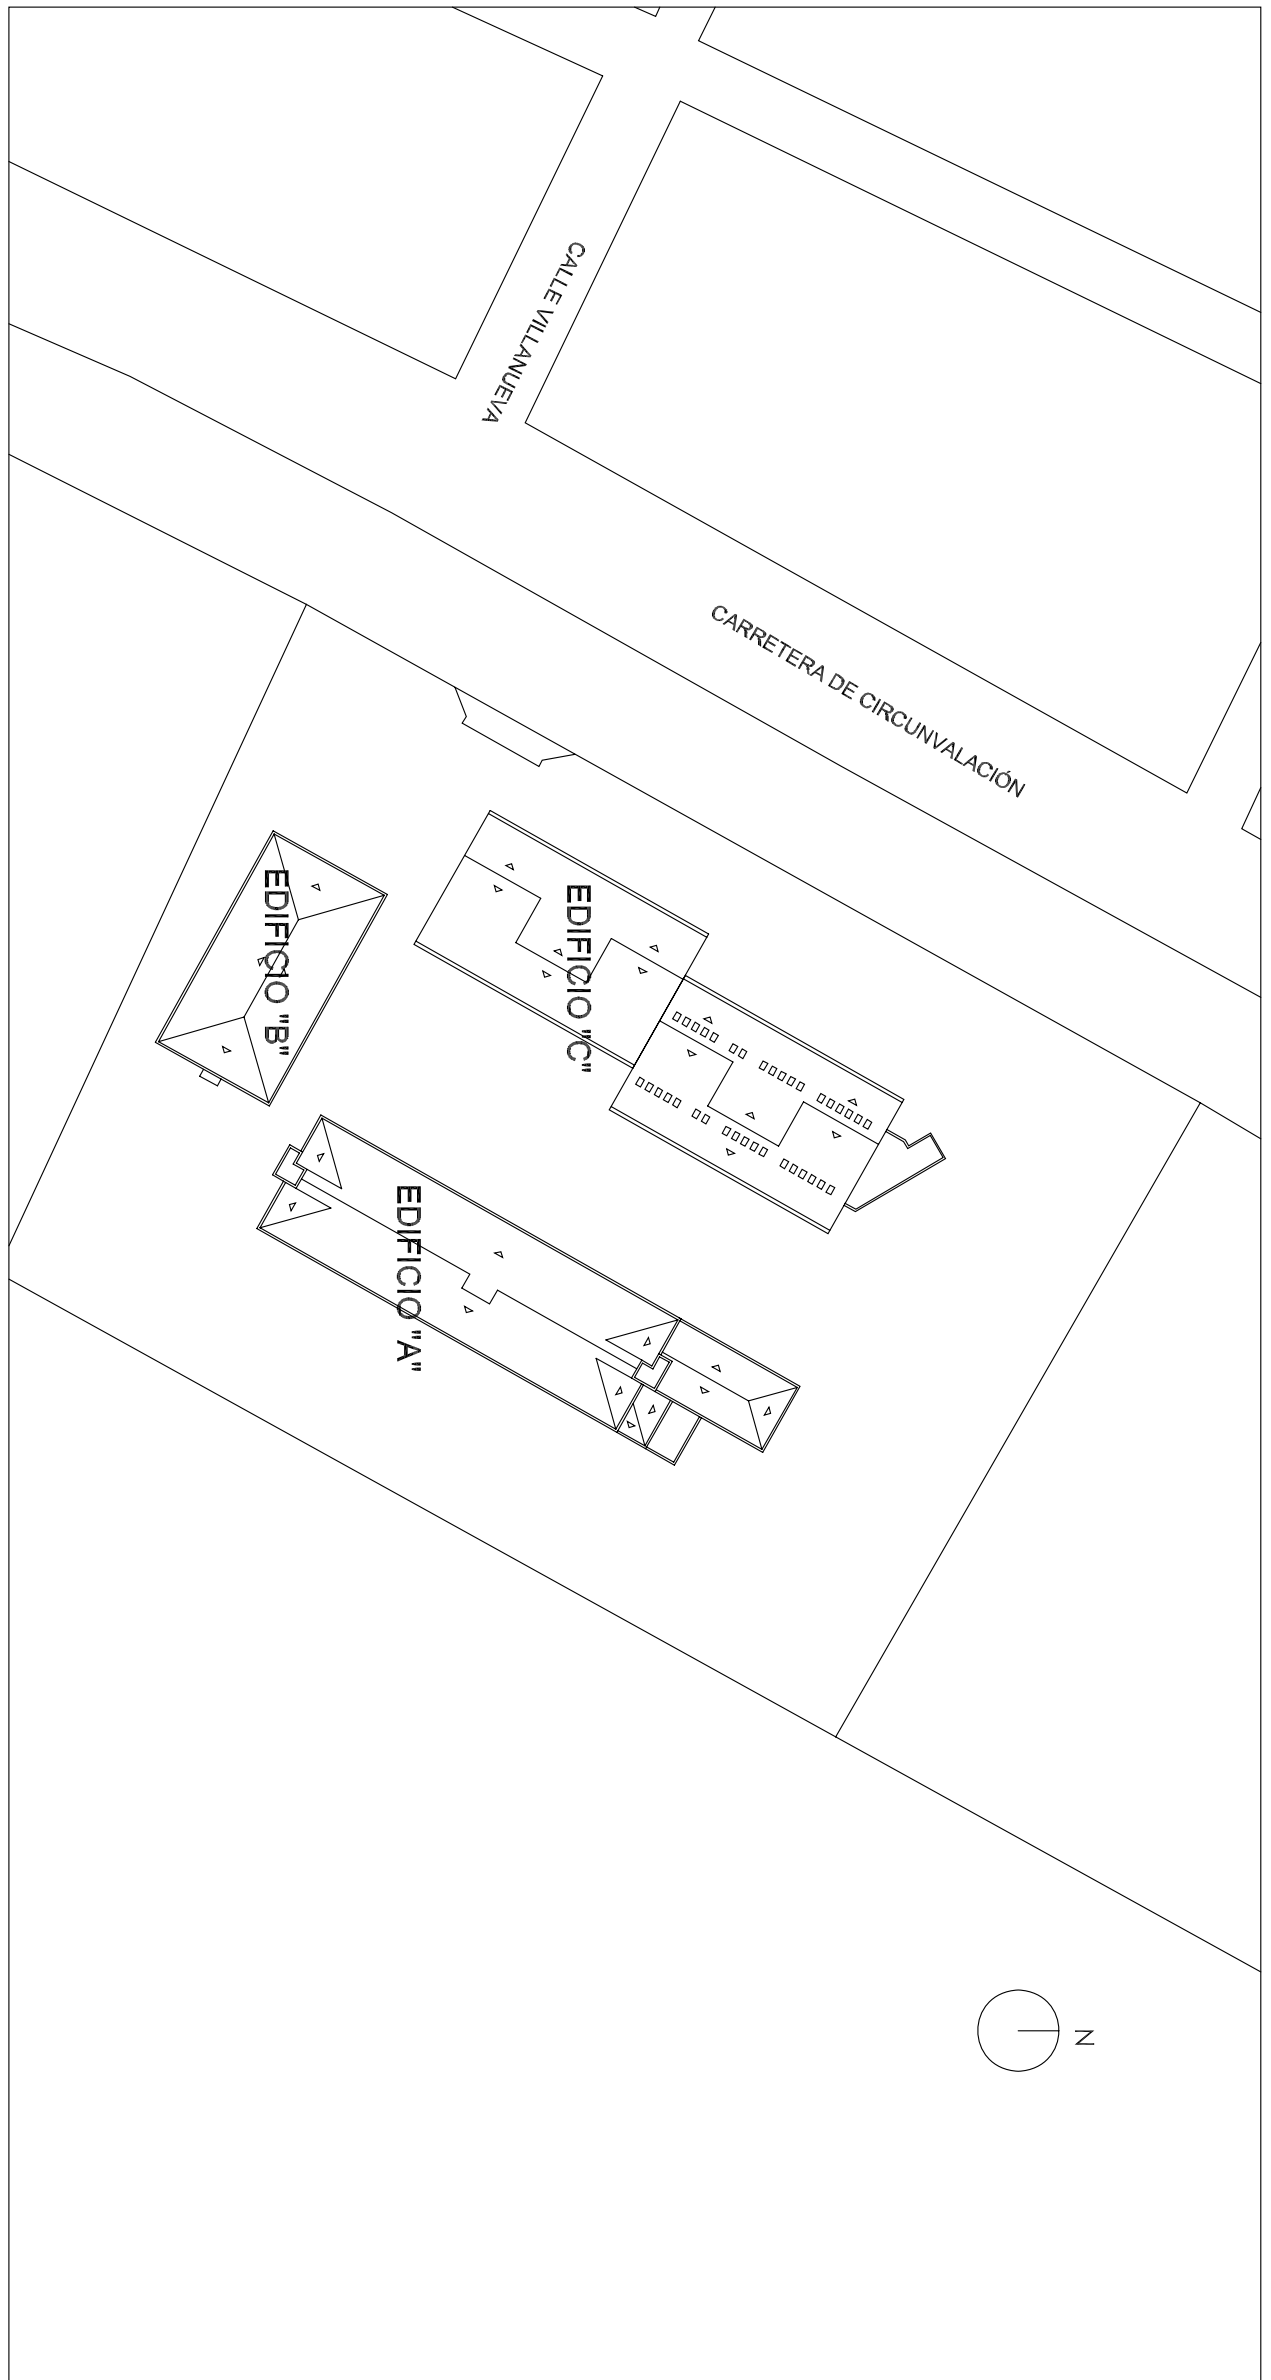 CALLE VILLANUEVA
CARRETERA DE CIRCUNVALACIÓN
EDIFICIO "C"
EDIFICIO "B"
EDIFICIO "A"
N